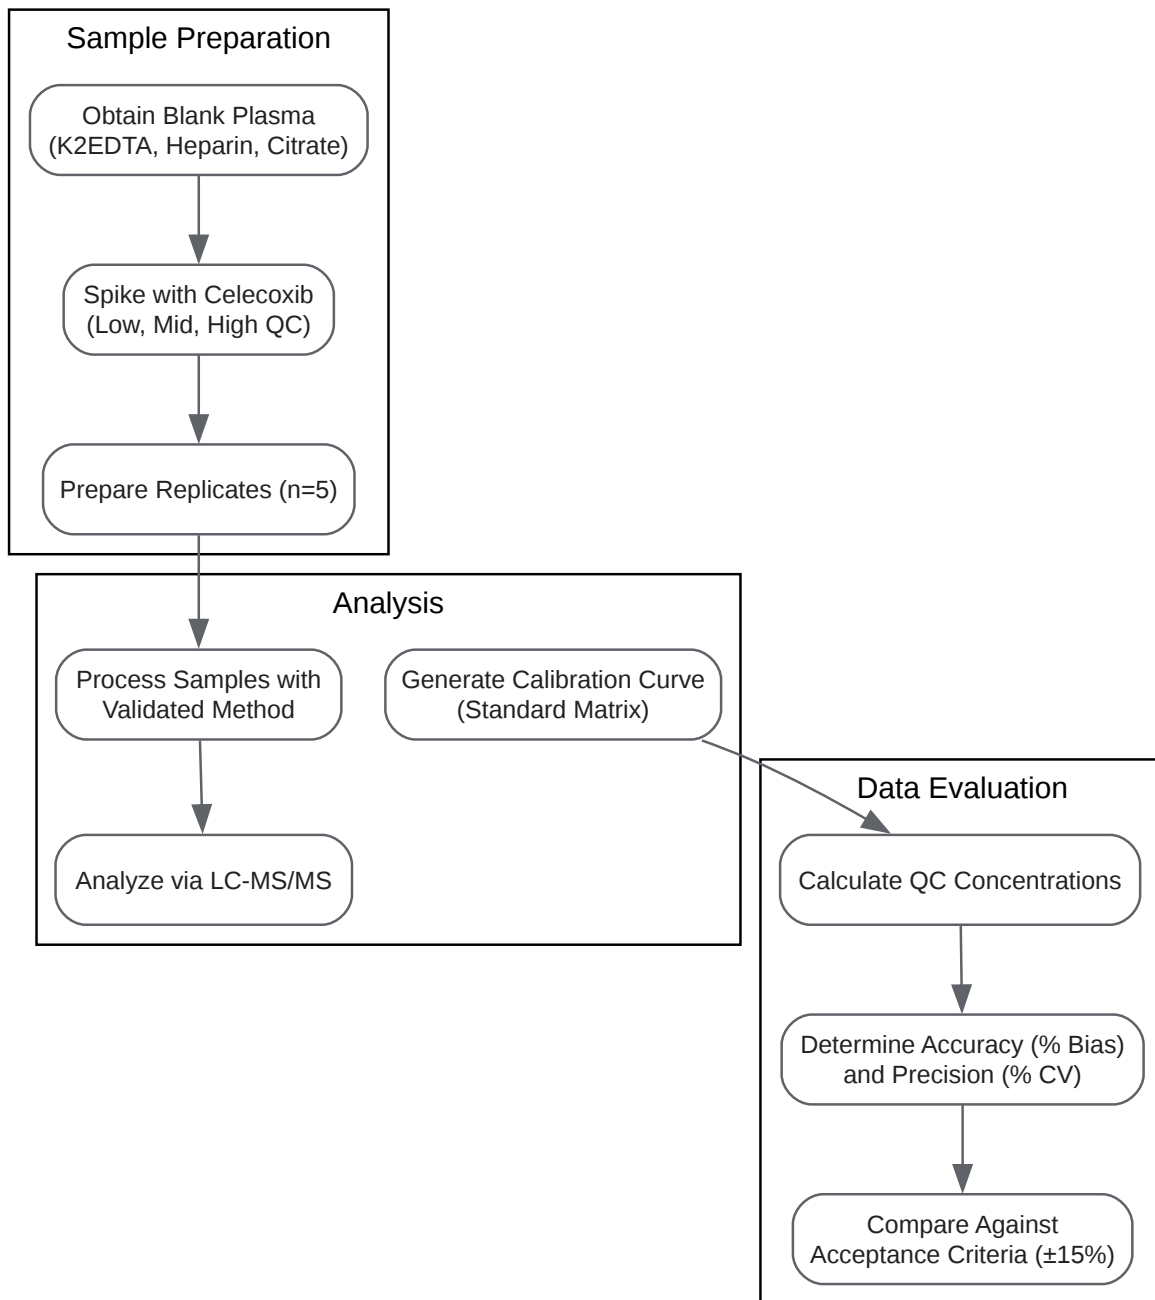 Sample Preparation
Obtain Blank Plasma
(K2EDTA, Heparin, Citrate)
Spike with Celecoxib
(Low, Mid, High QC)
Prepare Replicates (n=5)
Analysis
Process Samples with
Validated Method
Generate Calibration Curve
(Standard Matrix)
Analyze via LC-MS/MS
Data Evaluation
Calculate QC Concentrations
Determine Accuracy (% Bias)
and Precision (% CV)
Compare Against
Acceptance Criteria (±15%)